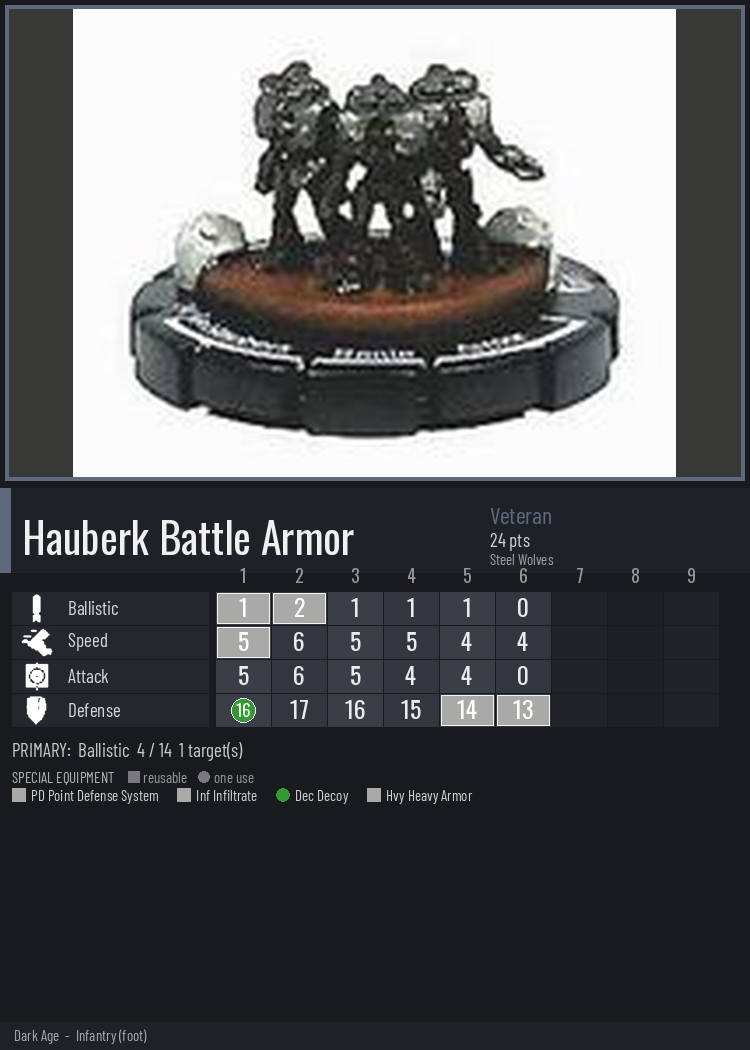 Hauberk Battle Armor
Veteran
24 pts
Steel Wolves
1 2 3 4 5 6 7 8 9
Ballistic 1 2 1 1 1 0
Speed 5 6 5 5 4 4
Attack 5 6 5 4 4 0
Defense 16 17 16 15 14 13
PRIMARY: Ballistic 4 / 14 1 target(s)
SPECIAL EQUIPMENT reusable one use
PD Point Defense System Inf Infiltrate Dec Decoy Hvy Heavy Armor
Dark Age - Infantry (foot)